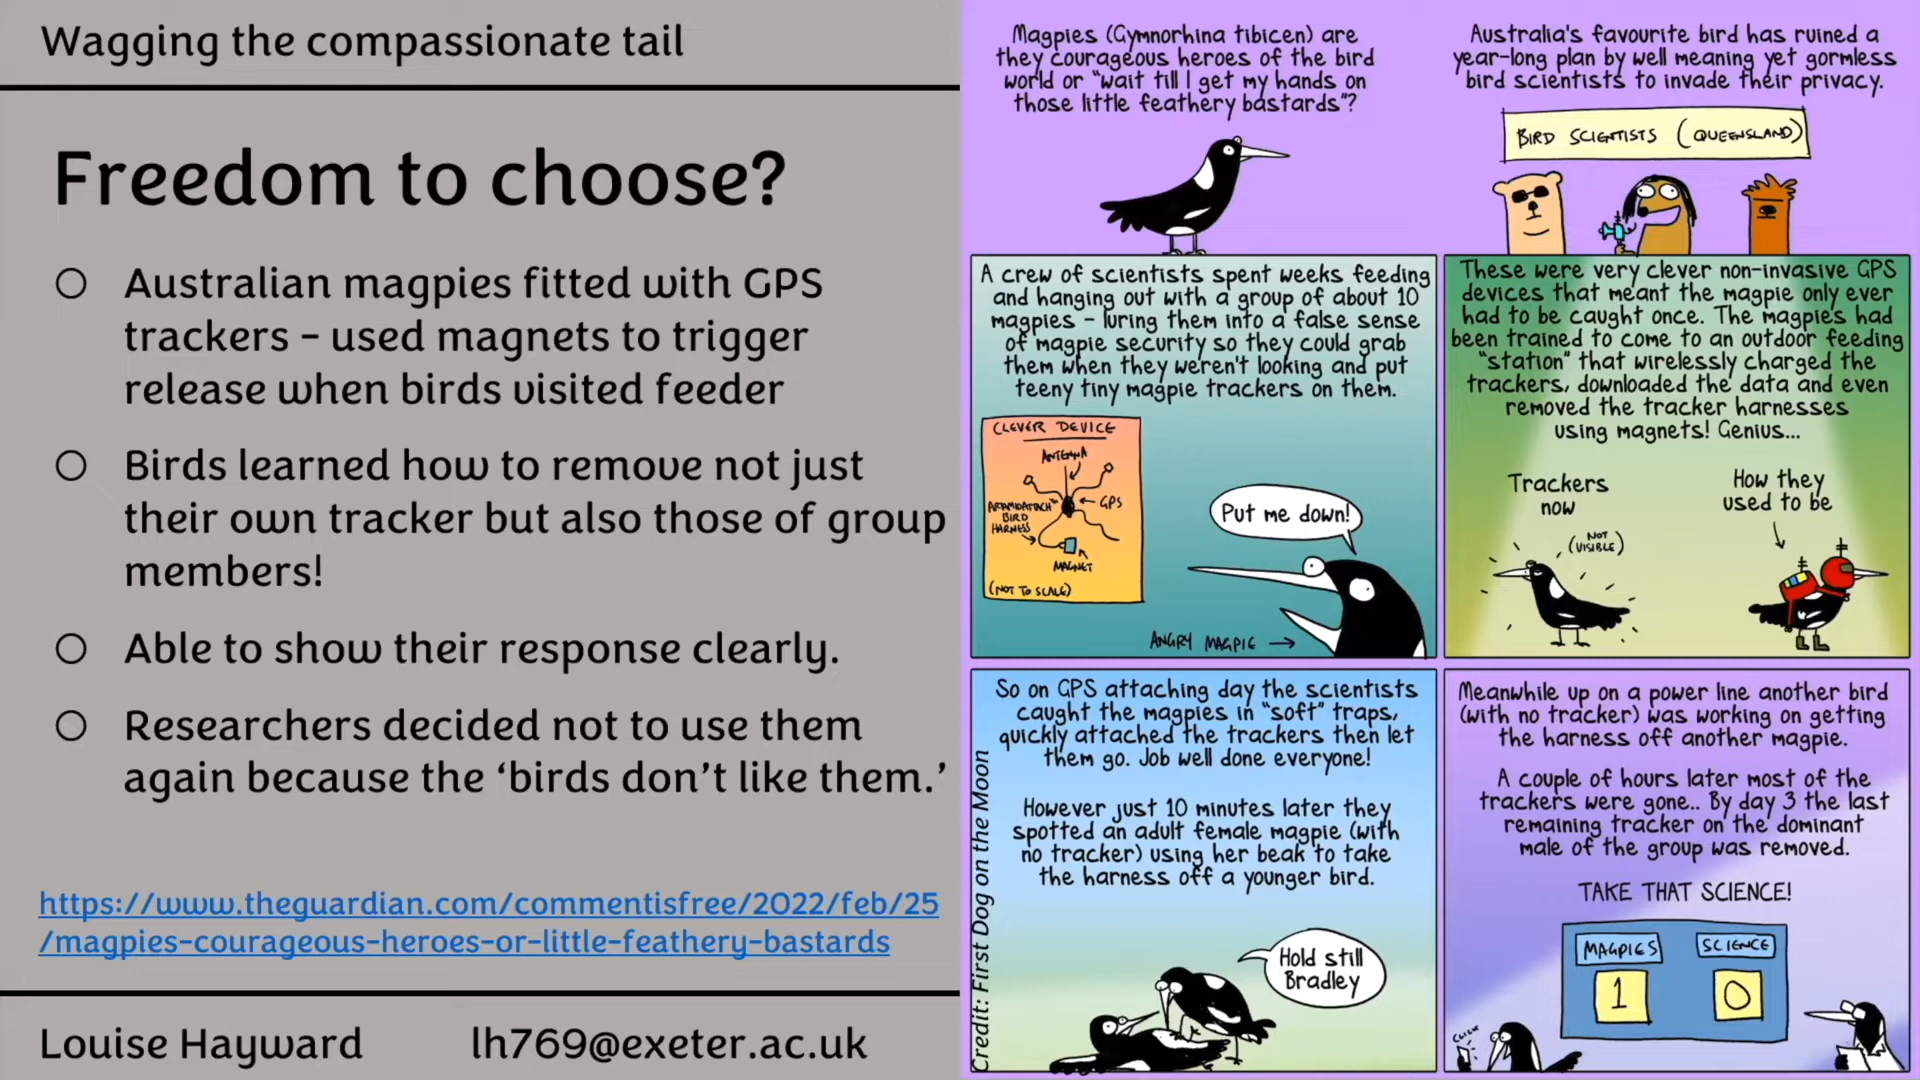 Wagging the compassionate tail
Freedom to choose?
Australian magpies fitted with GPS
trackers – used magnets to trigger
release when birds visited feeder
Birds learned how to remove not just
their own tracker but also those of group
members!
Able to show their response clearly.
Researchers decided not to use them
again because the ‘birds don’t like them.’
https://www.theguardian.com/commentisfree/2022/feb/25
/magpies-courageous-heroes-or-little-feathery-bastards
Louise Hayward
lh769@exeter.ac.uk
Magpies (Gymnorhina tibicen) are
they courageous heroes of the bird
world or "wait till I get my hands on
those little feathery bastards"?
Australia's favourite bird has ruined a
year-long plan by well meaning yet gormless
bird scientists to invade their privacy.
BIRD SCIENTISTS (QUEENSLAND)
A crew of scientists spent weeks feeding
and hanging out with a group of about 10
magpies - luring them into a false sense
of magpie security so they could grab
them when they weren't looking and put
teeny tiny magpie trackers on them.
CLEVER DEVICE
ANTENNA
GPS
BIRD
HARNESS
MAGNET
(NOT TO SCALE)
Put me down!
ANGRY MAGPIE
These were very clever non-invasive GPS
devices that meant the magpie only ever
had to be caught once. The magpies had
been trained to come to an outdoor feeding
"station" that wirelessly charged the
trackers, downloaded the data and even
removed the tracker harnesses
using magnets! Genius...
Trackers
now
(NOT
VISIBLE)
How they
used to be
So on GPS attaching day the scientists
caught the magpies in "soft" traps,
quickly attached the trackers then let
them go. Job well done everyone!
However just 10 minutes later they
spotted an adult female magpie (with
no tracker) using her beak to take
the harness off a younger bird.
Hold still
Bradley
Credit: First Dog on the Moon
Meanwhile up on a power line another bird
(with no tracker) was working on getting
the harness off another magpie.
A couple of hours later most of the
trackers were gone.. By day 3 the last
remaining tracker on the dominant
male of the group was removed.
TAKE THAT SCIENCE!
MAGPIES
SCIENCE
1
0
CLICK